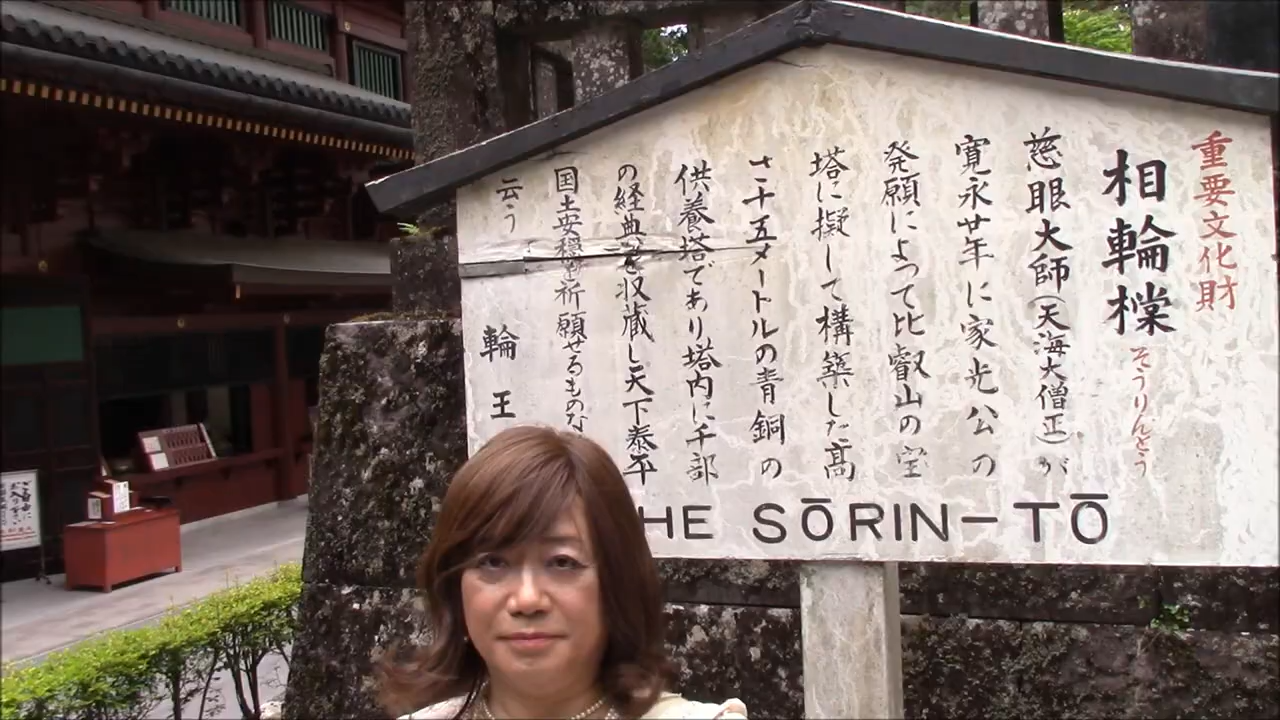 重要文化財
相輪橖 そうりんとう
慈眼大師(天海大僧正)が
寛永廿年に家光公の
発願によって比叡山の宝
塔に擬して構築した高
さ十五メートルの青銅の
供養塔であり塔内に千部
の経典を収蔵し天下泰平
国土安穏を祈願せるものな
云う 輪王
HE SŌRIN-TŌ
ご自由に